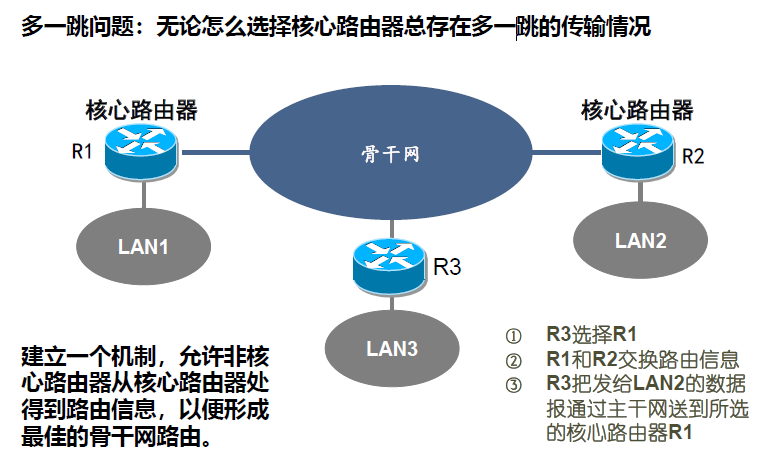 多一跳问题：无论怎么选择核心路由器总存在多一跳的传输情况
核心路由器
核心路由器
R1
骨干网
R2
LAN1
LAN2
R3
LAN3
建立一个机制，允许非核
心路由器从核心路由器处
得到路由信息，以便形成
最佳的骨干网路由。
① R3选择R1
② R1和R2交换路由信息
③ R3把发给LAN2的数据
报通过主干网送到所选
的核心路由器R1